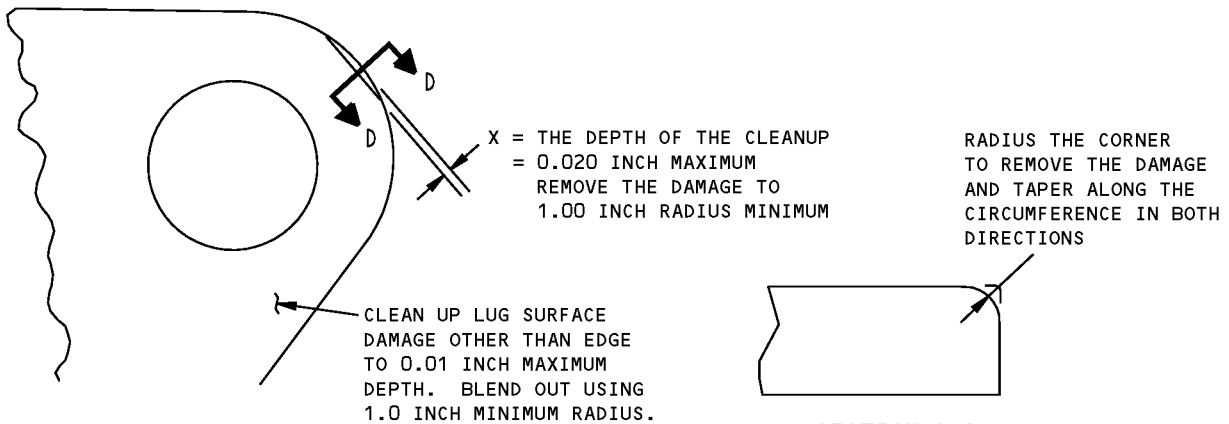 D
D
X = THE DEPTH OF THE CLEANUP
= 0.020 INCH MAXIMUM
REMOVE THE DAMAGE TO
1.00 INCH RADIUS MINIMUM
RADIUS THE CORNER
TO REMOVE THE DAMAGE
AND TAPER ALONG THE
CIRCUMFERENCE IN BOTH
DIRECTIONS
CLEAN UP LUG SURFACE
DAMAGE OTHER THAN EDGE
TO 0.01 INCH MAXIMUM
DEPTH. BLEND OUT USING
1.0 INCH MINIMUM RADIUS.